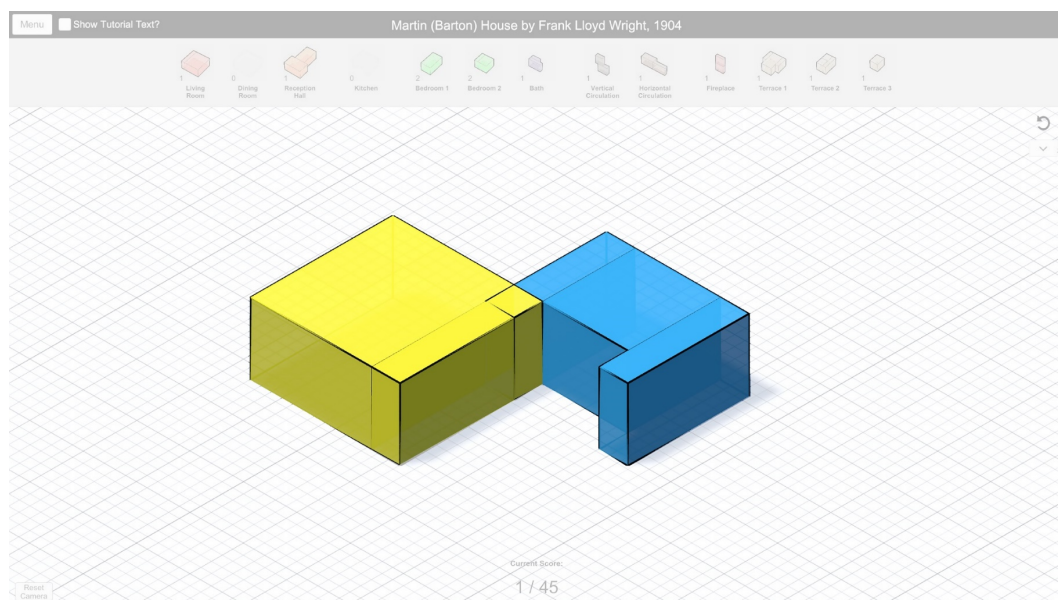 Menu
Show Tutorial Text?
Martin (Barton) House by Frank Lloyd Wright, 1904
1
0
1
0
2
2
1
1
1
1
1
1
1
Living
Room
Dining
Room
Reception
Hall
Kitchen
Bedroom 1
Bedroom 2
Bath
Vertical
Circulation
Horizontal
Circulation
Fireplace
Terrace 1
Terrace 2
Terrace 3
Current Score:
1 / 45
Reset
Camera